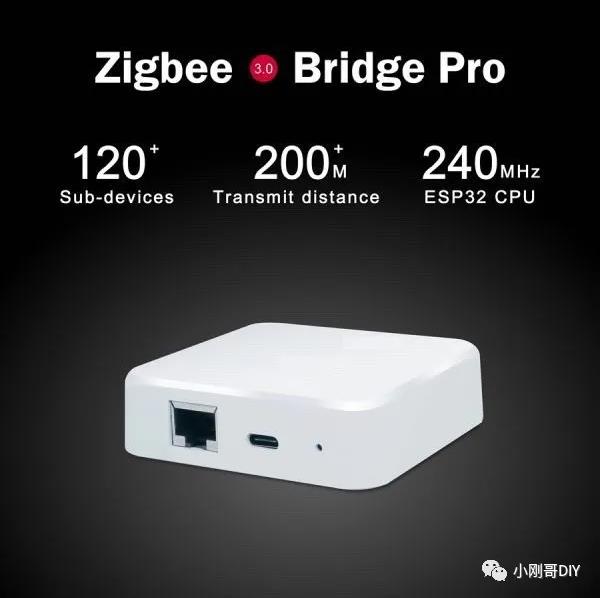 Zigbee 3.0 Bridge Pro
120+ 200+M 240MHz
Sub-devices Transmit distance ESP32 CPU
小刚哥DIY